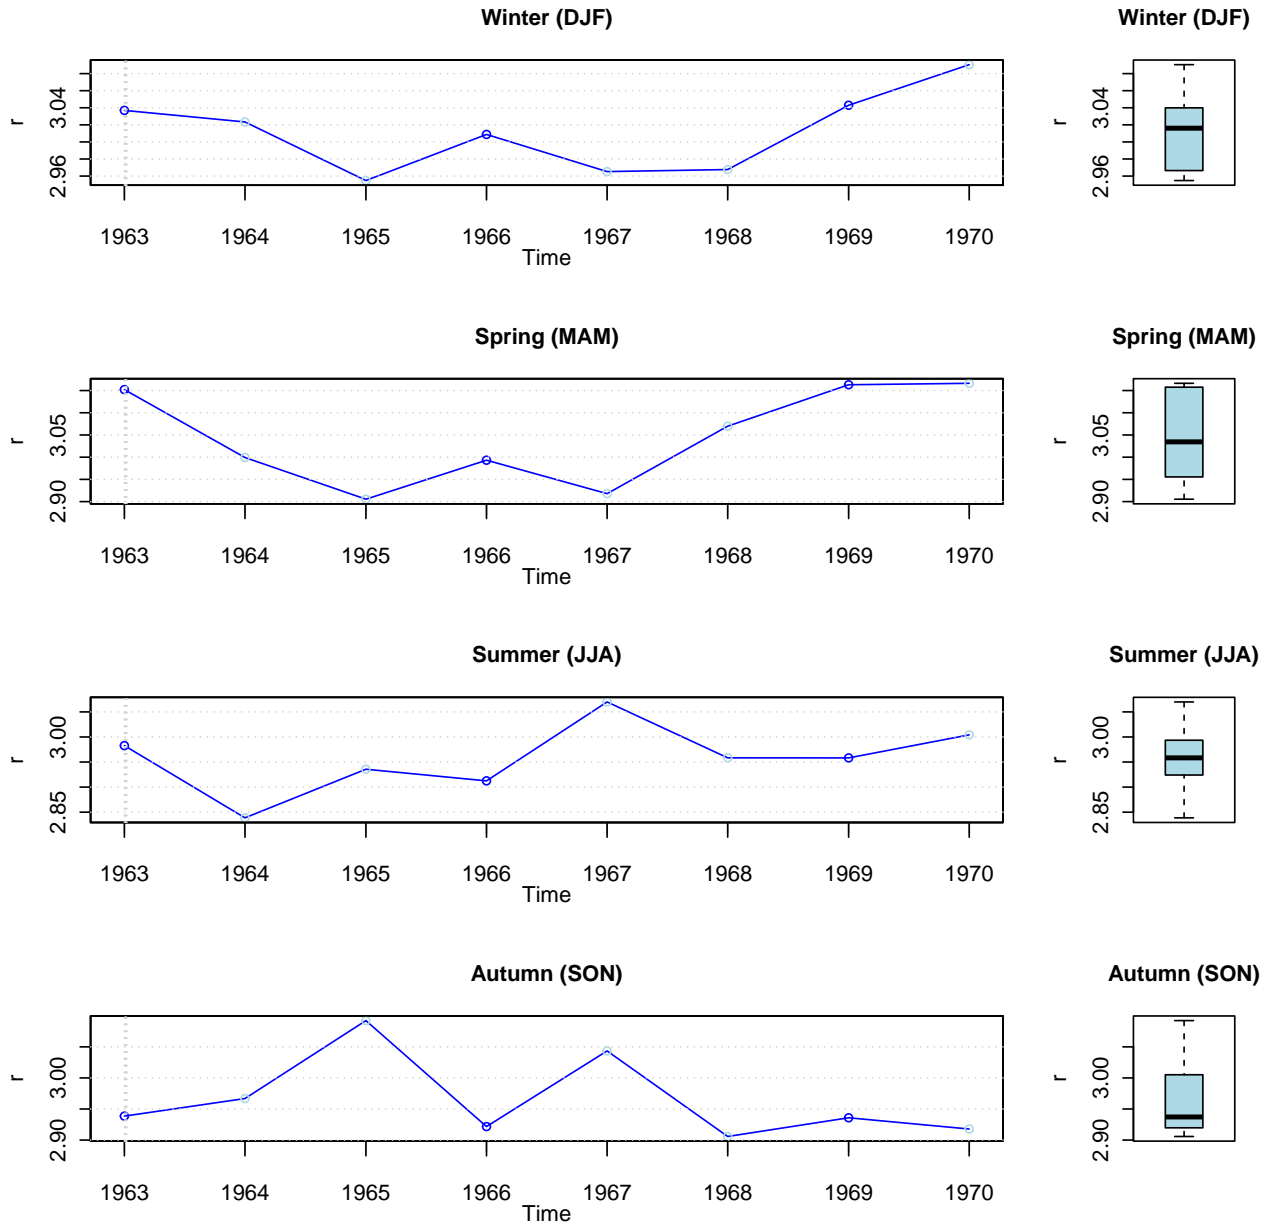 Winter (DJF) Winter (DJF)
r 2.96 3.04 r 2.96 3.04
1963 1964 1965 1966 1967 1968 1969 1970
Time
Spring (MAM) Spring (MAM)
r 2.90 3.05 r 2.90 3.05
1963 1964 1965 1966 1967 1968 1969 1970
Time
Summer (JJA) Summer (JJA)
r 2.85 3.00 r 2.85 3.00
1963 1964 1965 1966 1967 1968 1969 1970
Time
Autumn (SON) Autumn (SON)
r 2.90 3.00 r 2.90 3.00
1963 1964 1965 1966 1967 1968 1969 1970
Time